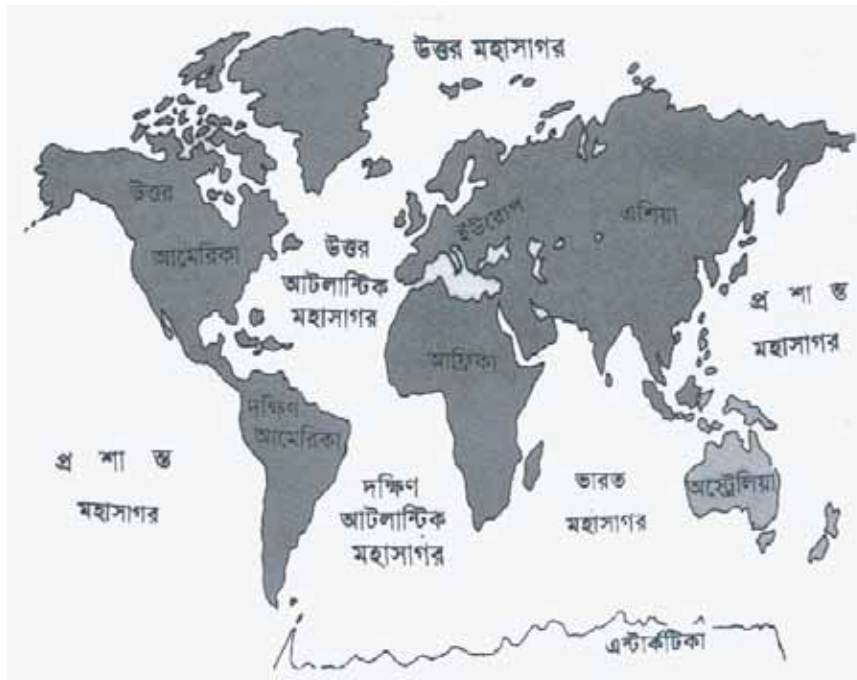 উত্তর মহাসাগর
উত্তর
আমেরিকা
উত্তর
আটলান্টিক
মহাসাগর
ইউরোপ
এশিয়া
প্র শা ন্ত
মহাসাগর
আফ্রিকা
দক্ষিণ
আমেরিকা
প্র শা ন্ত
মহাসাগর
দক্ষিণ
আটলান্টিক
মহাসাগর
ভারত
মহাসাগর
অস্ট্রেলিয়া
এন্টার্কটিকা